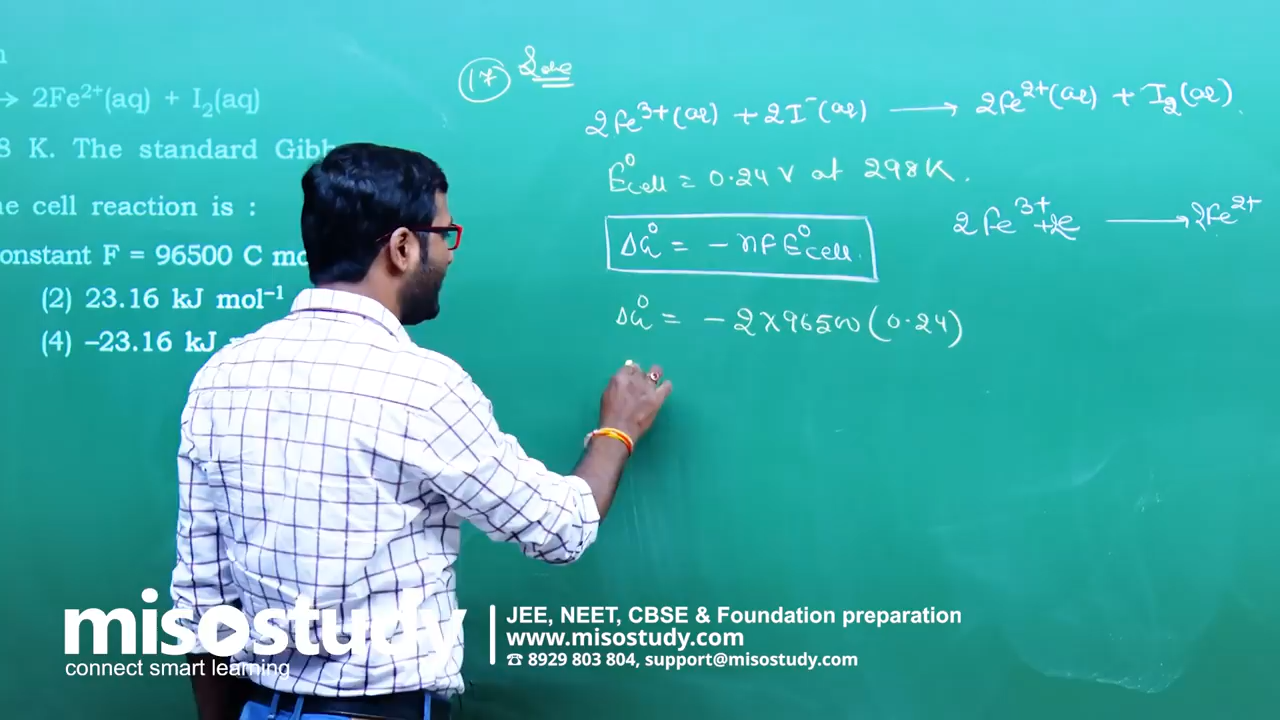 n
→ 2Fe²⁺(aq) + I₂(aq)
8 K. The standard Gibb
he cell reaction is :
onstant F = 96500 C mo
(2) 23.16 kJ mol⁻¹
(4) –23.16 kJ
17 Solve
2Fe³⁺(aq) + 2I⁻(aq) ⟶ 2Fe²⁺(aq) + I₂(aq).
E°cell = 0.24 V at 298K.
2Fe³⁺ +2e ⟶ 2Fe²⁺
ΔG° = – nFE°cell.
ΔG° = – 2×96500(0.24)
misostudy
connect smart learning
JEE, NEET, CBSE & Foundation preparation
www.misostudy.com
☎ 8929 803 804, support@misostudy.com